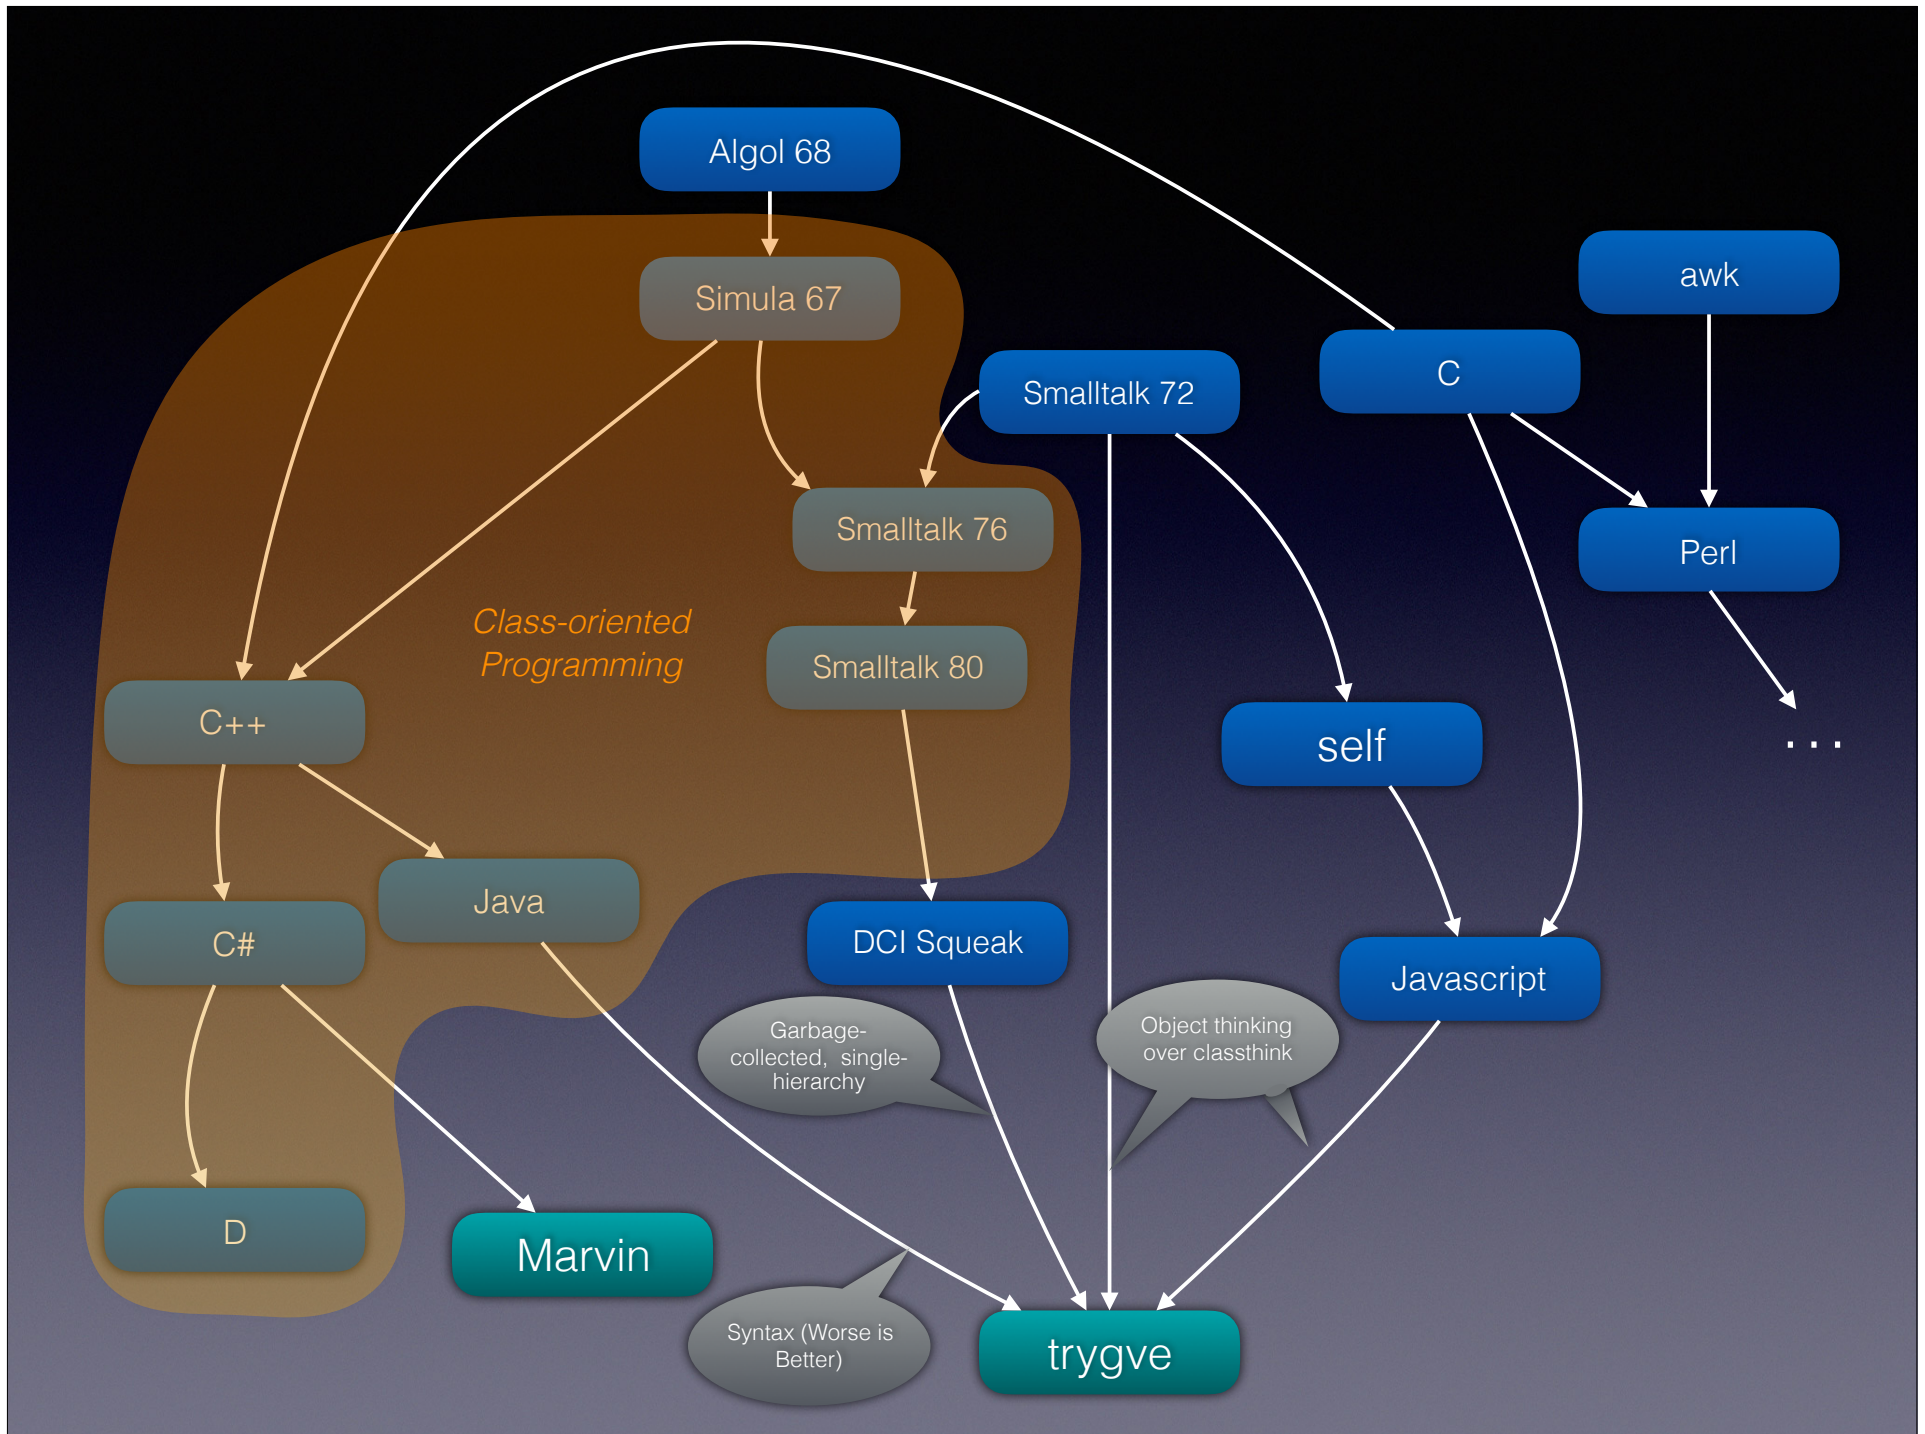 Algol 68
awk
Simula 67
C
Smalltalk 72
Smalltalk 76
Perl
Class-oriented
Programming
Smalltalk 80
C++
self
...
Java
C#
DCI Squeak
Javascript
Garbage-
collected,  single-
hierarchy
Object thinking
over classthink
D
Marvin
Syntax (Worse is
Better)
trygve